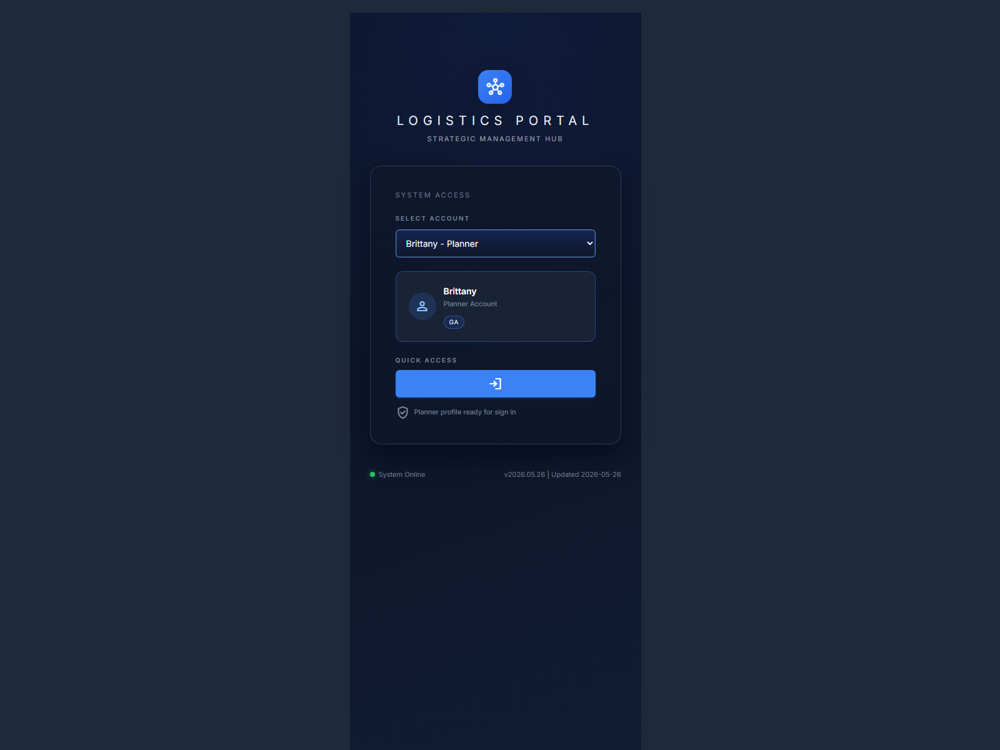 LOGISTICS PORTAL
STRATEGIC MANAGEMENT HUB
SYSTEM ACCESS
SELECT ACCOUNT
Brittany - Planner
Brittany
Planner Account
GA
QUICK ACCESS
Planner profile ready for sign in
System Online
v2026.05.26 | Updated 2026-05-26